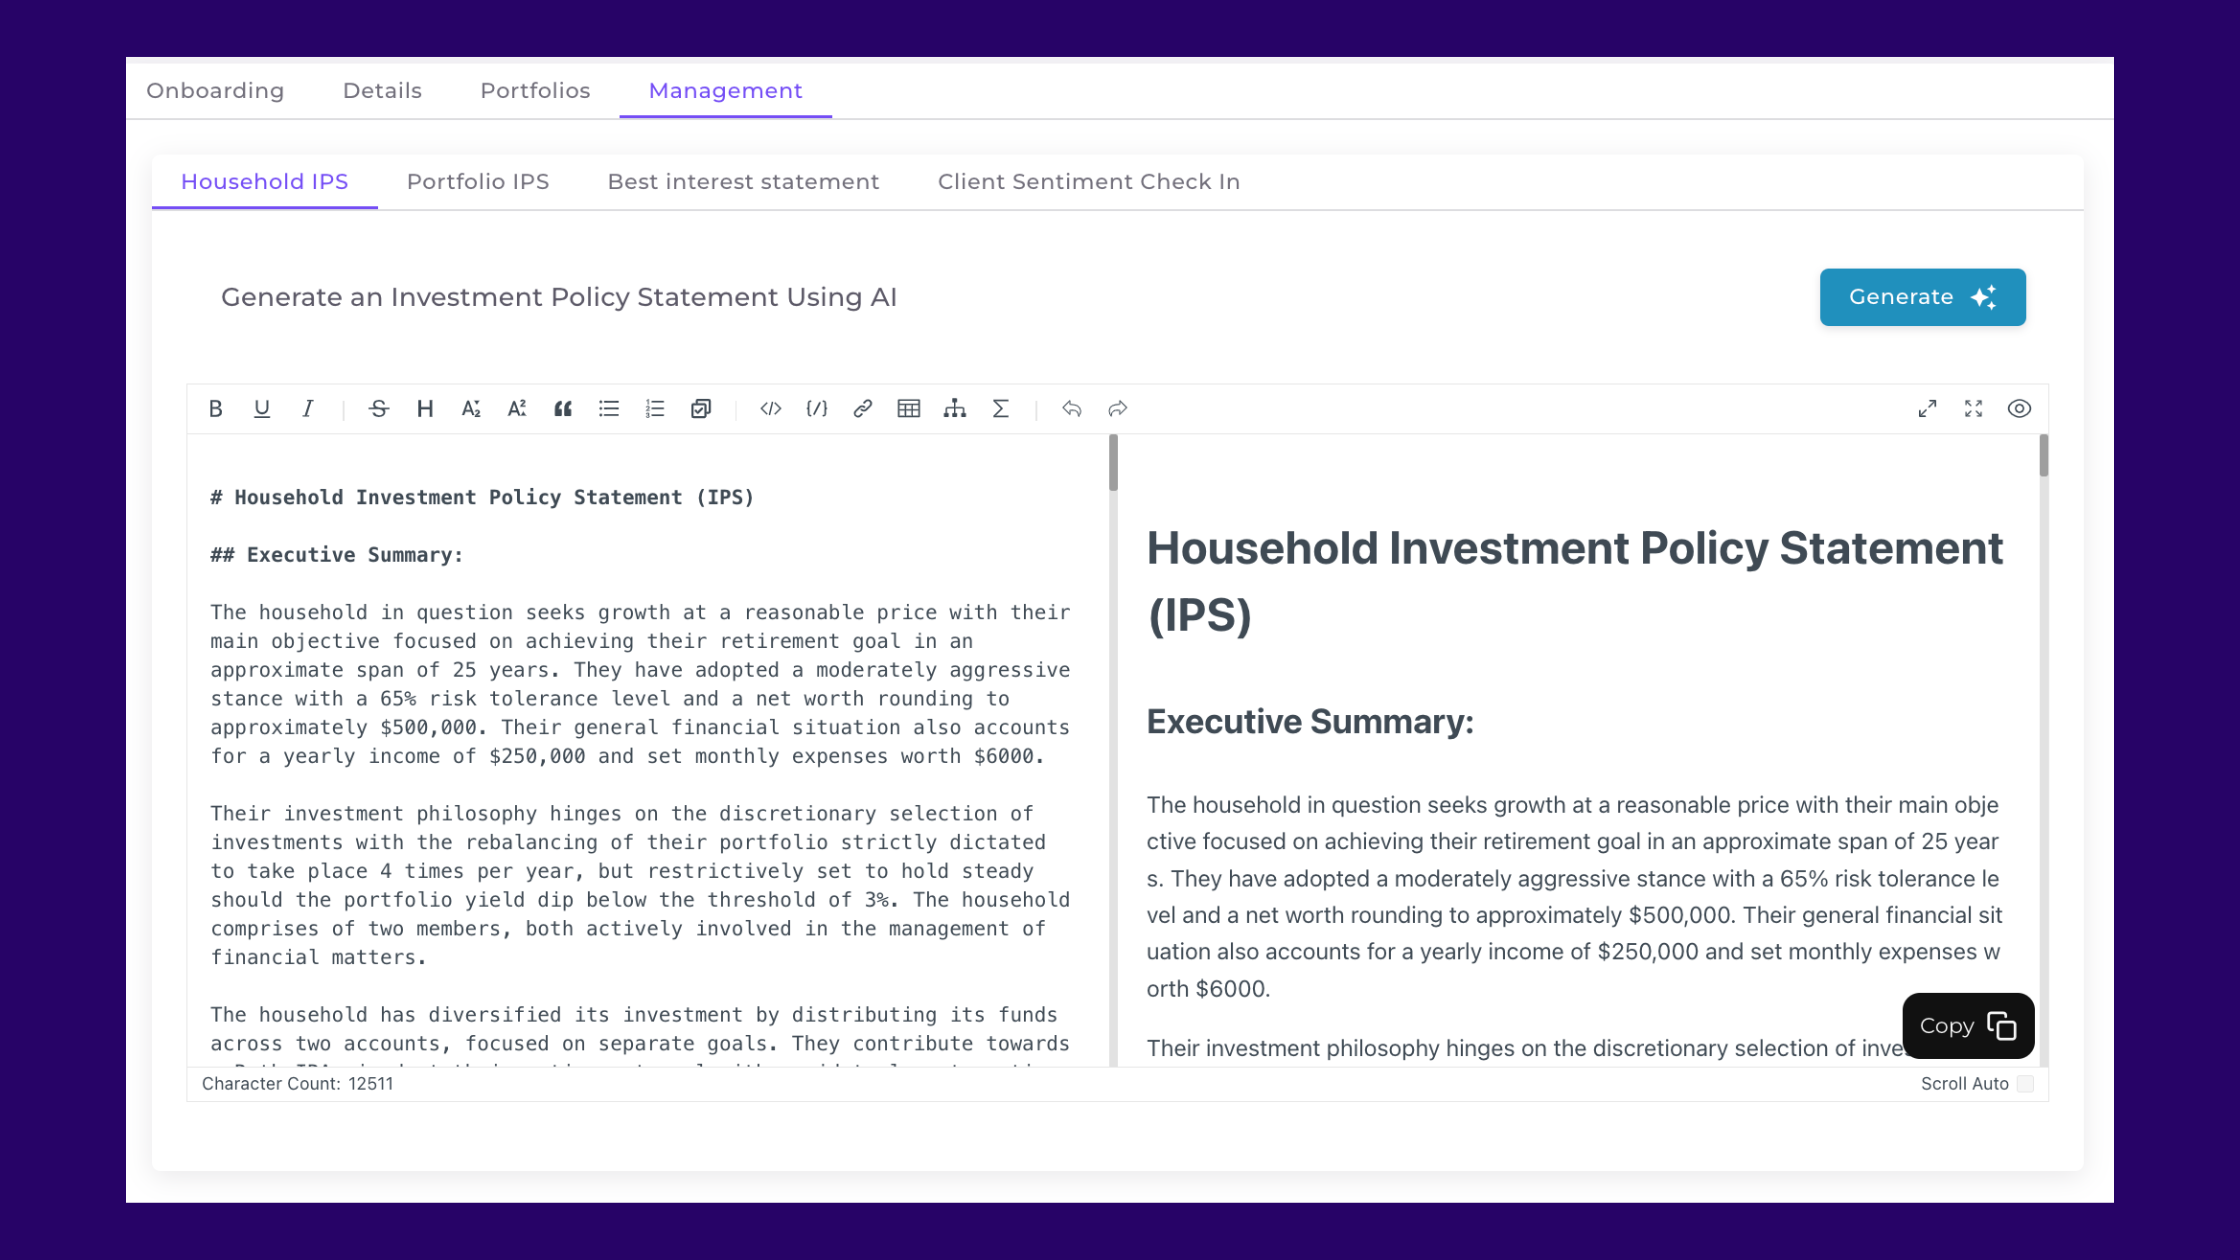 Onboarding Details Portfolios Management
Household IPS Portfolio IPS Best interest statement Client Sentiment Check In
Generate an Investment Policy Statement Using AI
Generate
# Household Investment Policy Statement (IPS)
## Executive Summary:
The household in question seeks growth at a reasonable price with their
main objective focused on achieving their retirement goal in an
approximate span of 25 years. They have adopted a moderately aggressive
stance with a 65% risk tolerance level and a net worth rounding to
approximately $500,000. Their general financial situation also accounts
for a yearly income of $250,000 and set monthly expenses worth $6000.
Their investment philosophy hinges on the discretionary selection of
investments with the rebalancing of their portfolio strictly dictated
to take place 4 times per year, but restrictively set to hold steady
should the portfolio yield dip below the threshold of 3%. The household
comprises of two members, both actively involved in the management of
financial matters.
The household has diversified its investment by distributing its funds
across two accounts, focused on separate goals. They contribute towards
Character Count: 12511
Household Investment Policy Statement
(IPS)
Executive Summary:
The household in question seeks growth at a reasonable price with their main obje
ctive focused on achieving their retirement goal in an approximate span of 25 year
s. They have adopted a moderately aggressive stance with a 65% risk tolerance le
vel and a net worth rounding to approximately $500,000. Their general financial sit
uation also accounts for a yearly income of $250,000 and set monthly expenses w
orth $6000.
Their investment philosophy hinges on the discretionary selection of inves
Copy
Scroll Auto